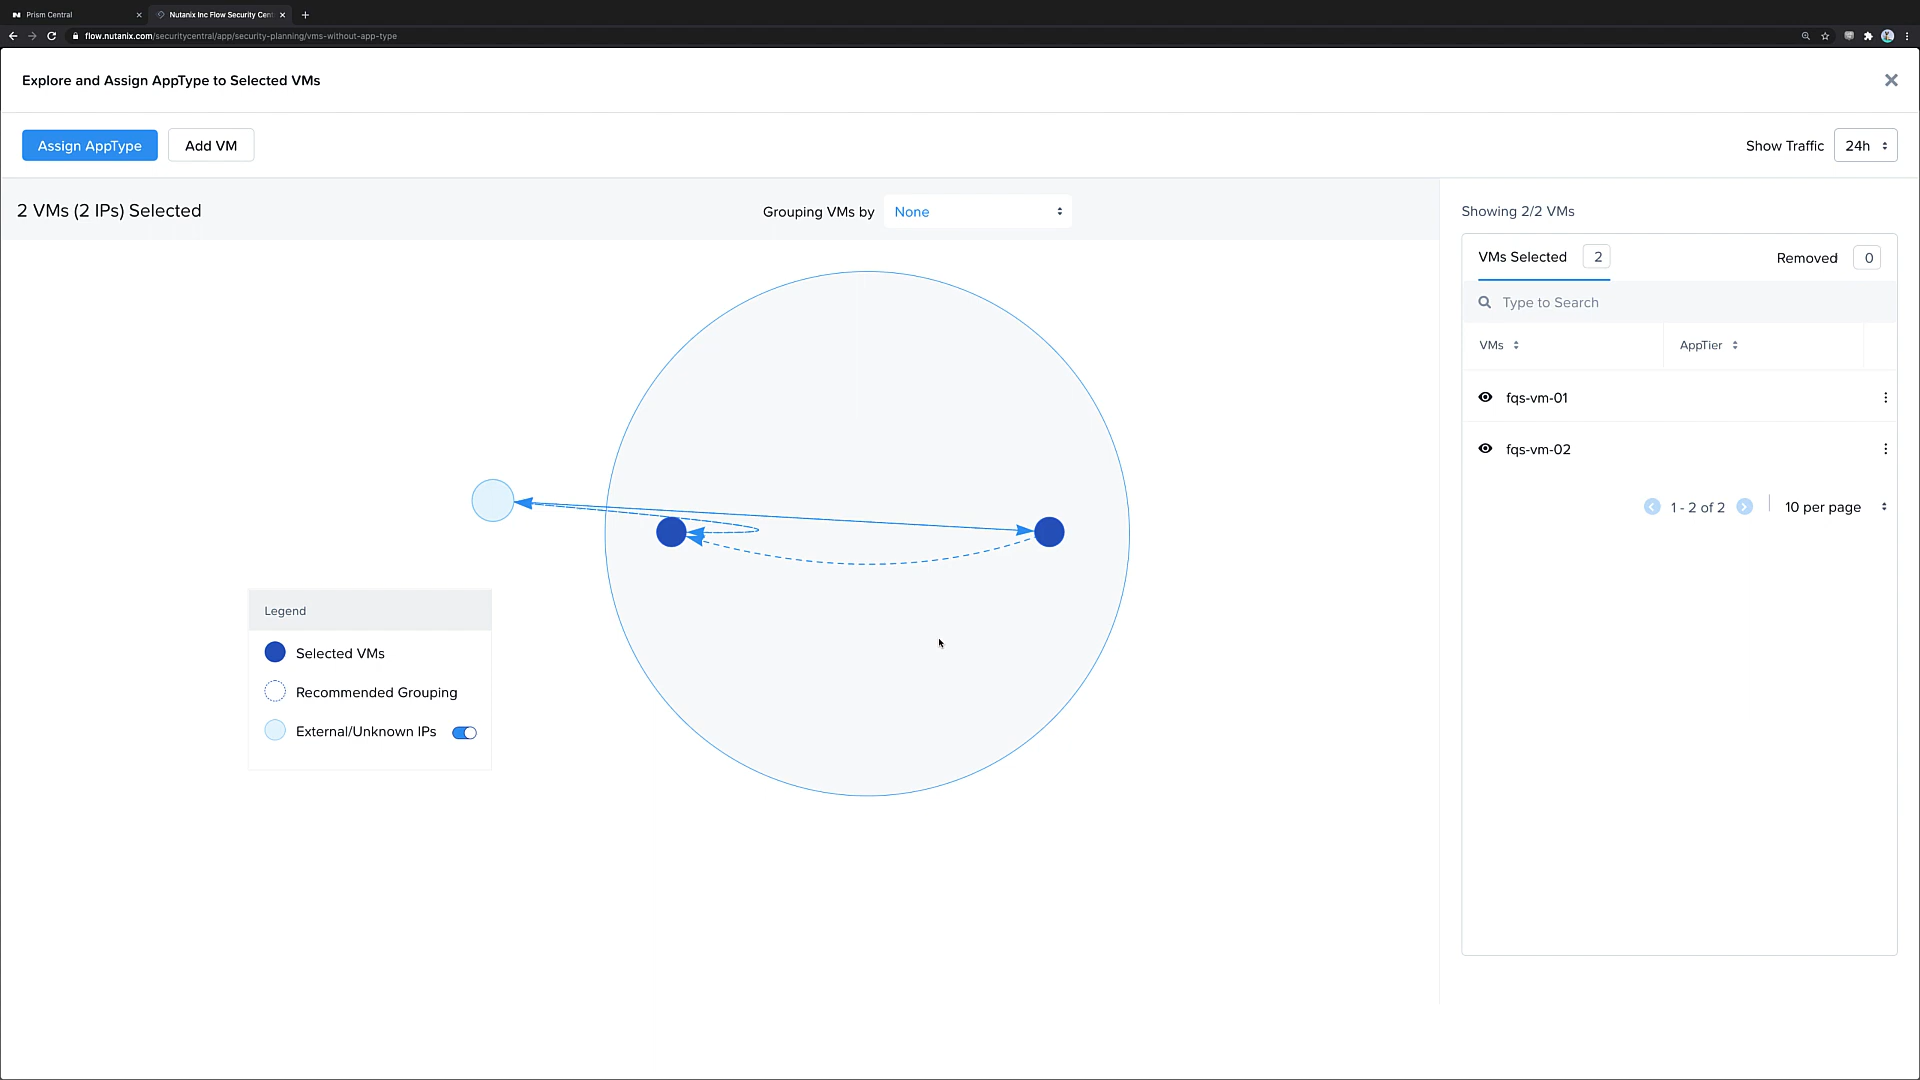 Prism Central
Nutanix Inc Flow Security Cent
flow.nutanix.com/securitycentral/app/security-planning/vms-without-app-type
Explore and Assign AppType to Selected VMs
Assign AppType
Add VM
Show Traffic
24h
2 VMs (2 IPs) Selected
Grouping VMs by
None
Showing 2/2 VMs
VMs Selected
2
Removed
0
Type to Search
VMs
AppTier
fqs-vm-01
fqs-vm-02
1 - 2 of 2
10 per page
Legend
Selected VMs
Recommended Grouping
External/Unknown IPs